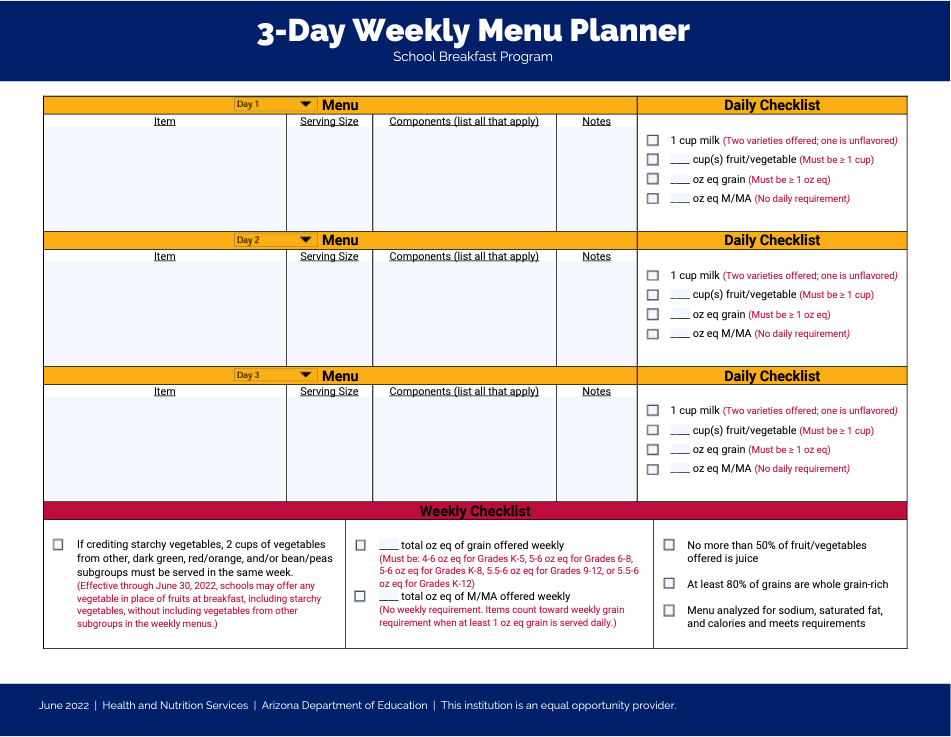 3-Day Weekly Menu Planner
School Breakfast Program
Day 1 Menu Daily Checklist
Item Serving Size Components (list all that apply) Notes
1 cup milk (Two varieties offered; one is unflavored)
____ cup(s) fruit/vegetable (Must be ≥ 1 cup)
____ oz eq grain (Must be ≥ 1 oz eq)
____ oz eq M/MA (No daily requirement)
Day 2 Menu Daily Checklist
Item Serving Size Components (list all that apply) Notes
1 cup milk (Two varieties offered; one is unflavored)
____ cup(s) fruit/vegetable (Must be ≥ 1 cup)
____ oz eq grain (Must be ≥ 1 oz eq)
____ oz eq M/MA (No daily requirement)
Day 3 Menu Daily Checklist
Item Serving Size Components (list all that apply) Notes
1 cup milk (Two varieties offered; one is unflavored)
____ cup(s) fruit/vegetable (Must be ≥ 1 cup)
____ oz eq grain (Must be ≥ 1 oz eq)
____ oz eq M/MA (No daily requirement)
Weekly Checklist
If crediting starchy vegetables, 2 cups of vegetables
from other, dark green, red/orange, and/or bean/peas
subgroups must be served in the same week.
(Effective through June 30, 2022, schools may offer any
vegetable in place of fruits at breakfast, including starchy
vegetables, without including vegetables from other
subgroups in the weekly menus.)
____ total oz eq of grain offered weekly
(Must be: 4-6 oz eq for Grades K-5, 5-6 oz eq for Grades 6-8,
5-6 oz eq for Grades K-8, 5.5-6 oz eq for Grades 9-12, or 5.5-6
oz eq for Grades K-12)
____ total oz eq of M/MA offered weekly
(No weekly requirement. Items count toward weekly grain
requirement when at least 1 oz eq grain is served daily.)
No more than 50% of fruit/vegetables
offered is juice
At least 80% of grains are whole grain-rich
Menu analyzed for sodium, saturated fat,
and calories and meets requirements
June 2022 | Health and Nutrition Services | Arizona Department of Education | This institution is an equal opportunity provider.